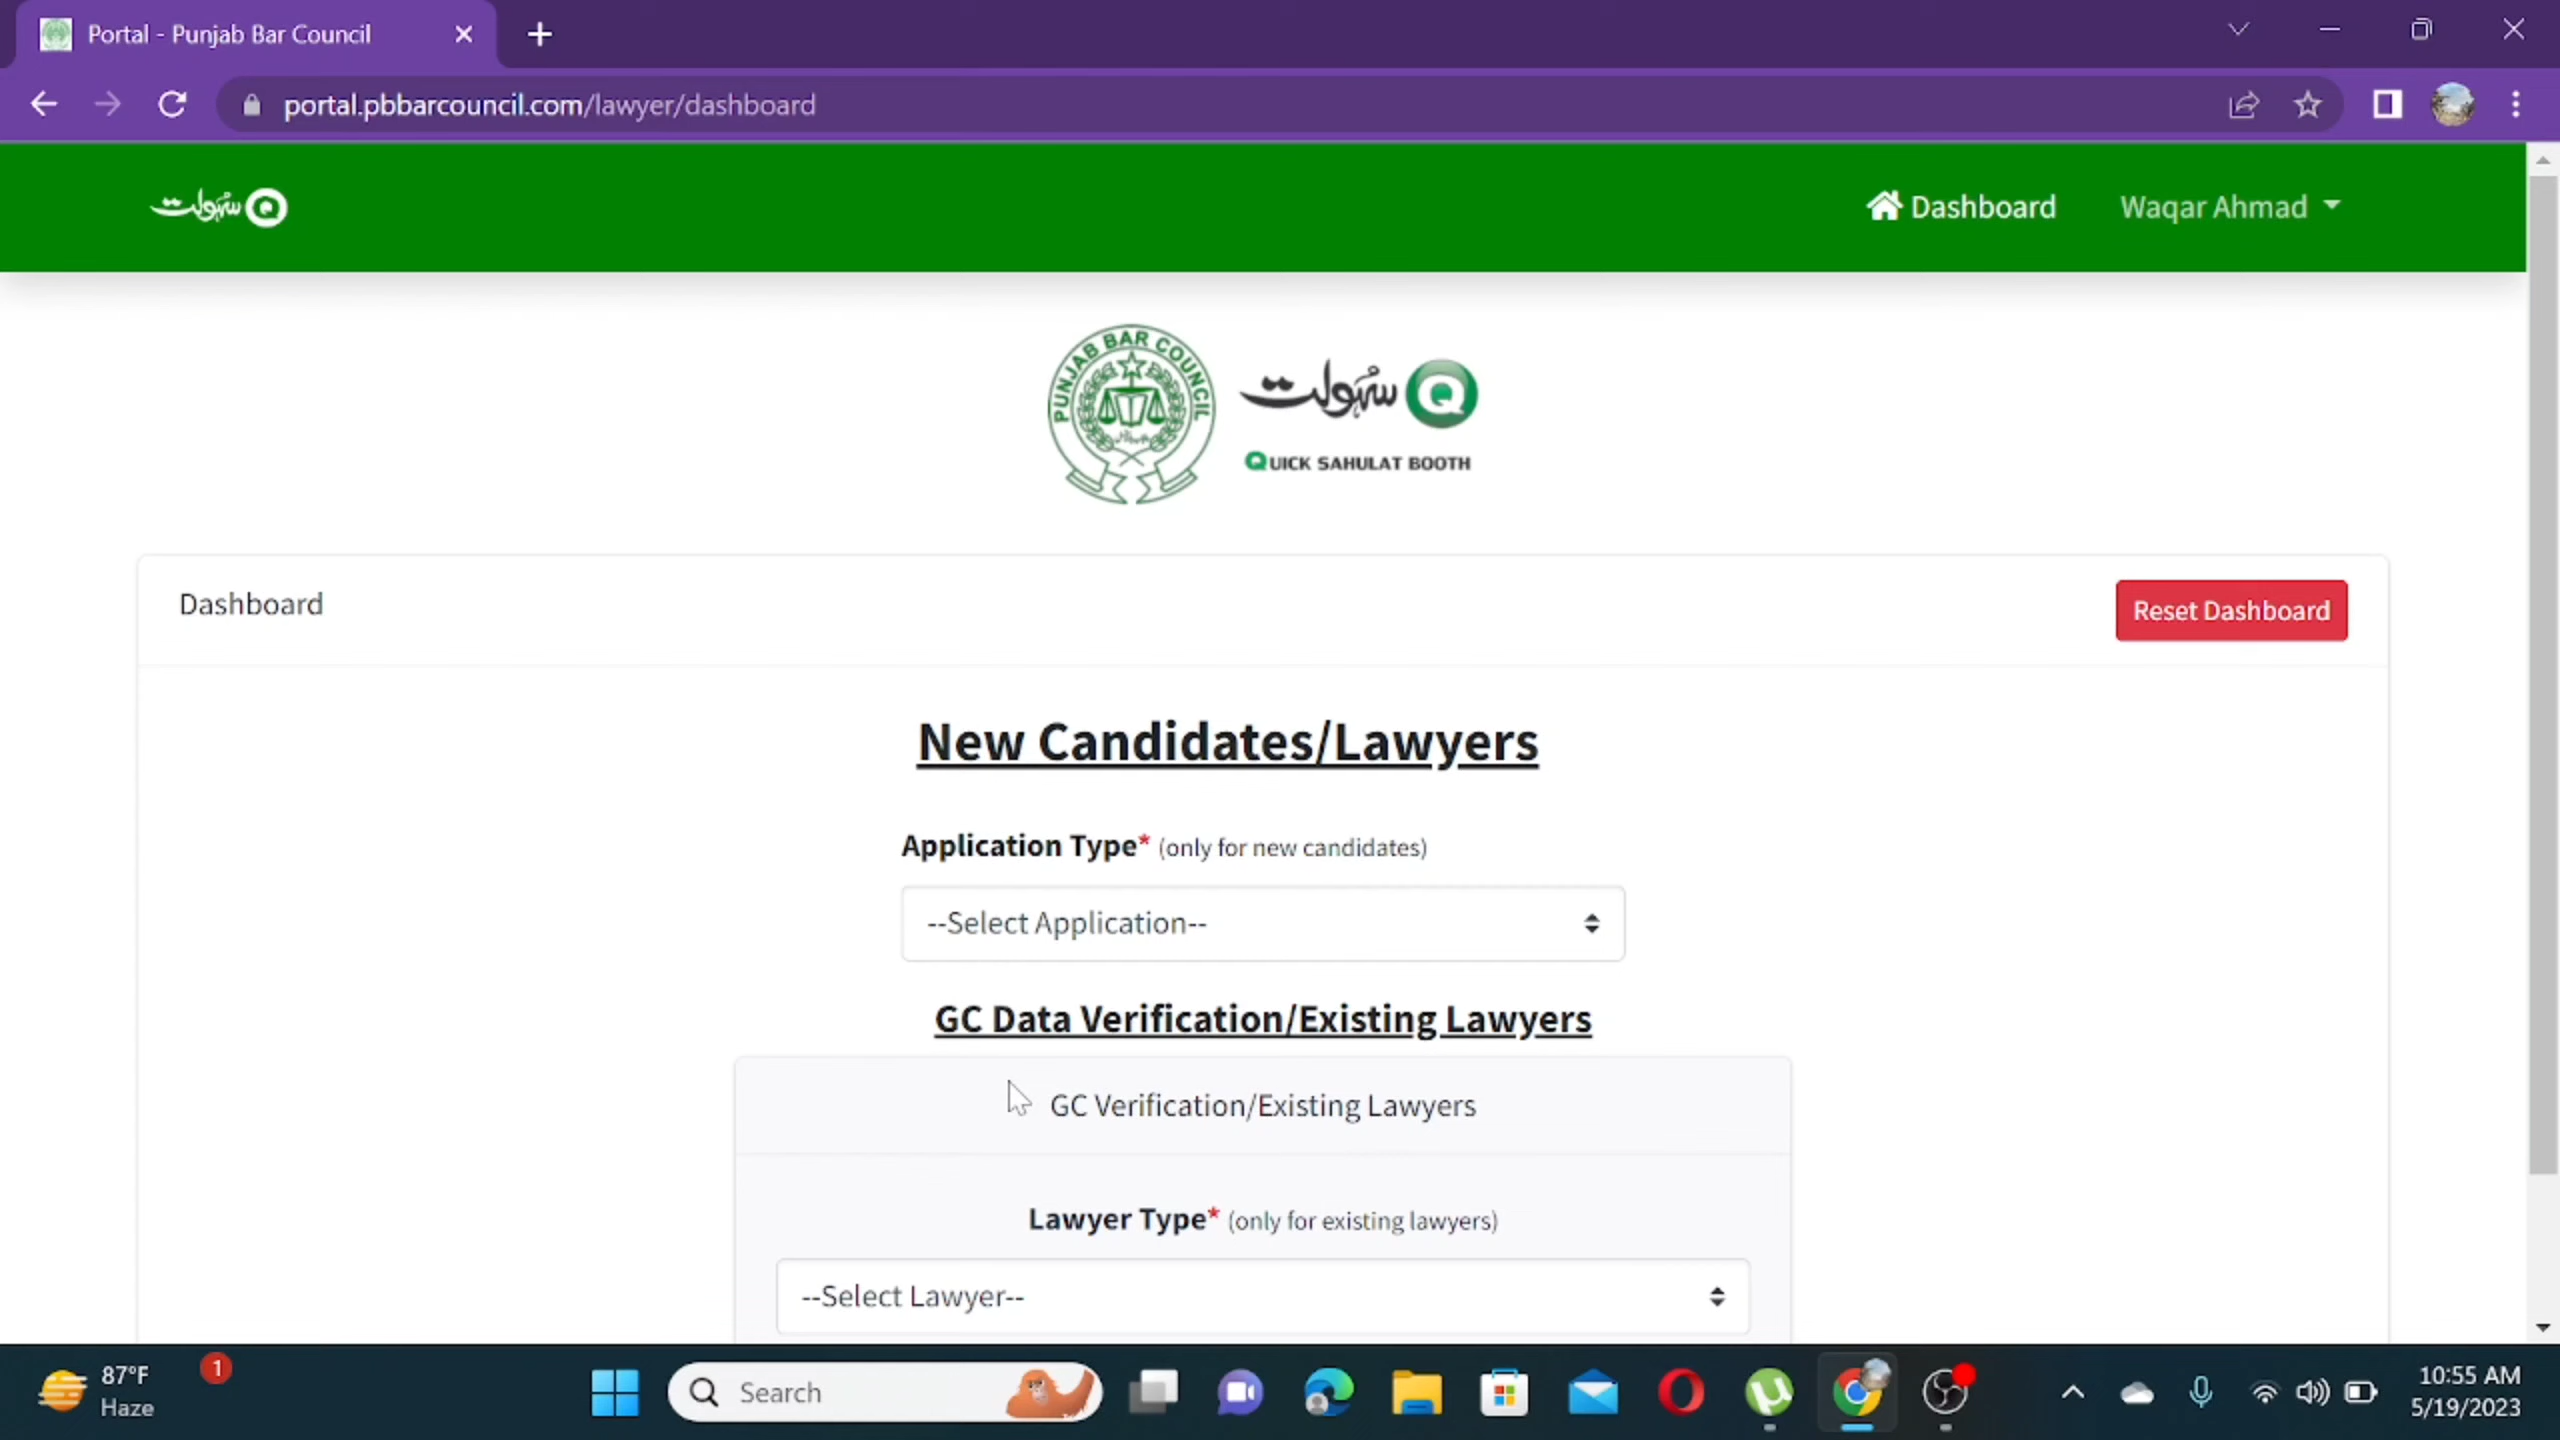 Portal - Punjab Bar Council
portal.pbbarcouncil.com/lawyer/dashboard
سہولت Q
Dashboard
Waqar Ahmad
PUNJAB BAR COUNCIL
سہولت Q
QUICK SAHULAT BOOTH
Dashboard
Reset Dashboard
New Candidates/Lawyers
Application Type* (only for new candidates)
--Select Application--
GC Data Verification/Existing Lawyers
GC Verification/Existing Lawyers
Lawyer Type* (only for existing lawyers)
--Select Lawyer--
87°F
Haze
1
Search
10:55 AM
5/19/2023